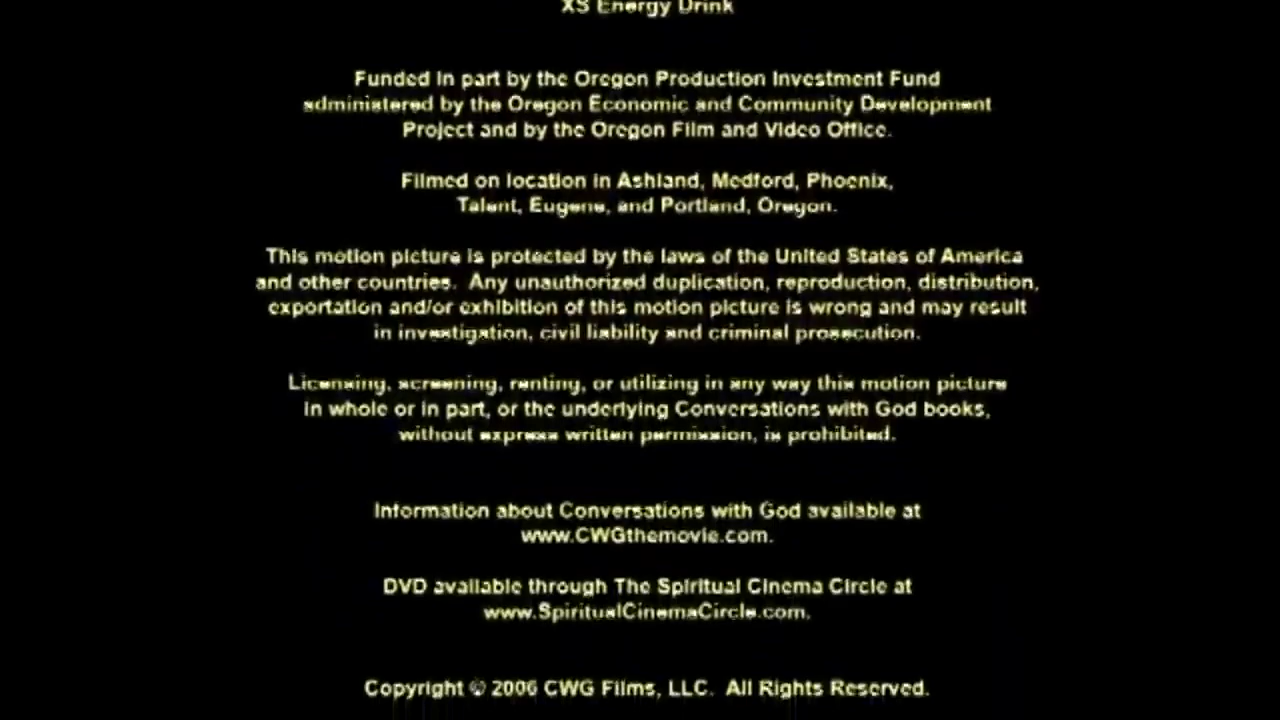 XS Energy Drink
Funded in part by the Oregon Production Investment Fund
administered by the Oregon Economic and Community Development
Project and by the Oregon Film and Video Office.
Filmed on location in Ashland, Medford, Phoenix,
Talent, Eugene, and Portland, Oregon.
This motion picture is protected by the laws of the United States of America
and other countries.  Any unauthorized duplication, reproduction, distribution,
exportation and/or exhibition of this motion picture is wrong and may result
in investigation, civil liability and criminal prosecution.
Licensing, screening, renting, or utilizing in any way this motion picture
in whole or in part, or the underlying Conversations with God books,
without express written permission, is prohibited.
Information about Conversations with God available at
www.CWGthemovie.com.
DVD available through The Spiritual Cinema Circle at
www.SpiritualCinemaCircle.com.
Copyright © 2006 CWG Films, LLC.  All Rights Reserved.